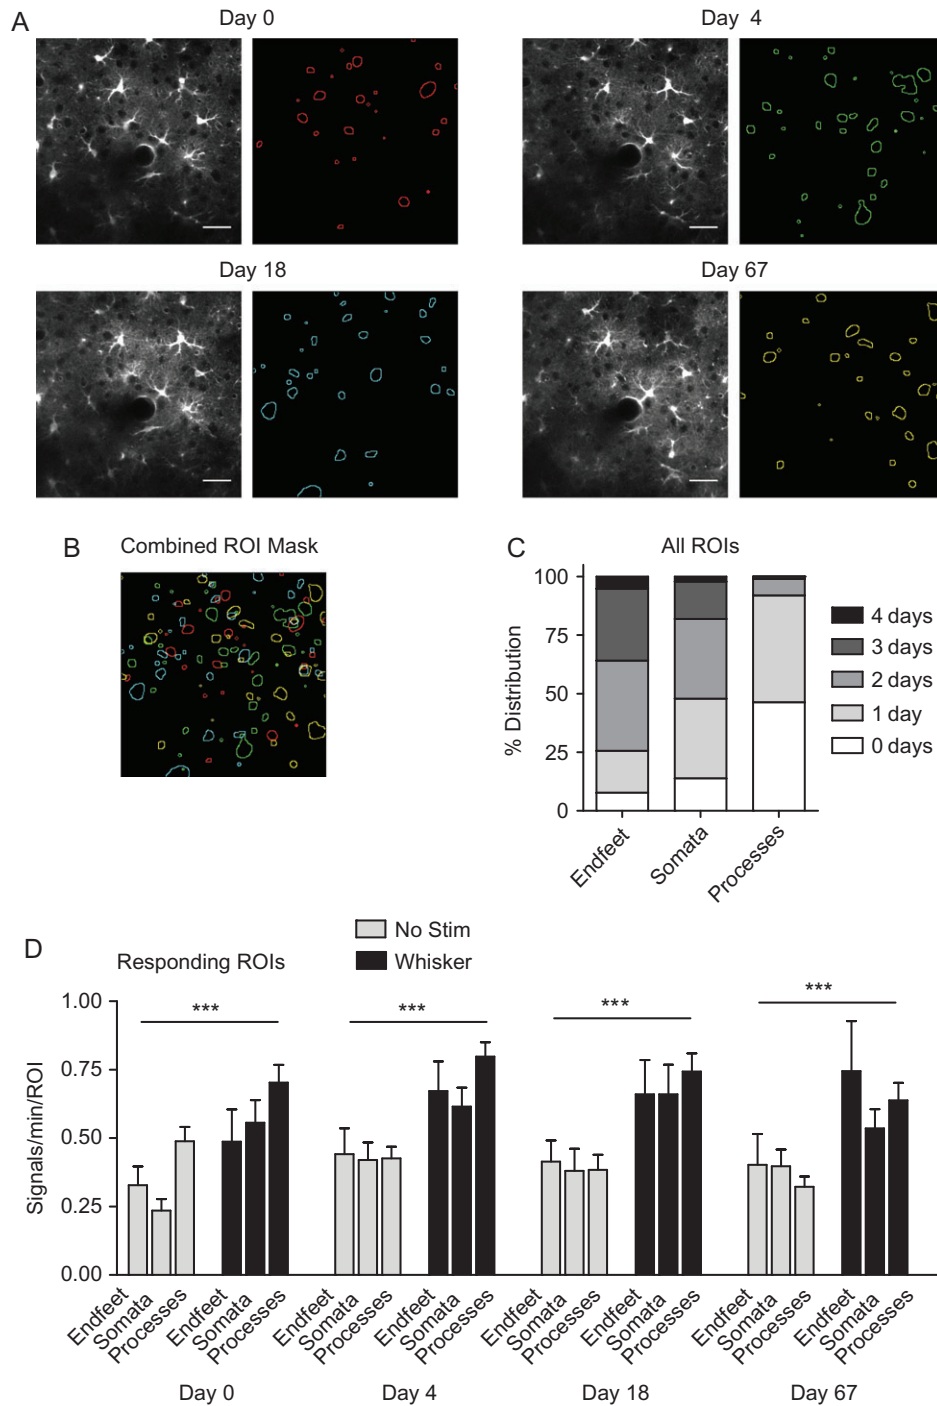 A
Day 0
Day 4
Day 18
Day 67
B
Combined ROI Mask
C
All ROIs
% Distribution
100
75
50
25
0
Endfeet
Somata
Processes
4 days
3 days
2 days
1 day
0 days
D
Responding ROIs
No Stim
Whisker
Signals/min/ROI
1.00
0.75
0.50
0.25
0.00
***
***
***
***
Endfeet
Somata
Processes
Endfeet
Somata
Processes
Endfeet
Somata
Processes
Endfeet
Somata
Processes
Endfeet
Somata
Processes
Endfeet
Somata
Processes
Endfeet
Somata
Processes
Endfeet
Somata
Processes
Day 0
Day 4
Day 18
Day 67